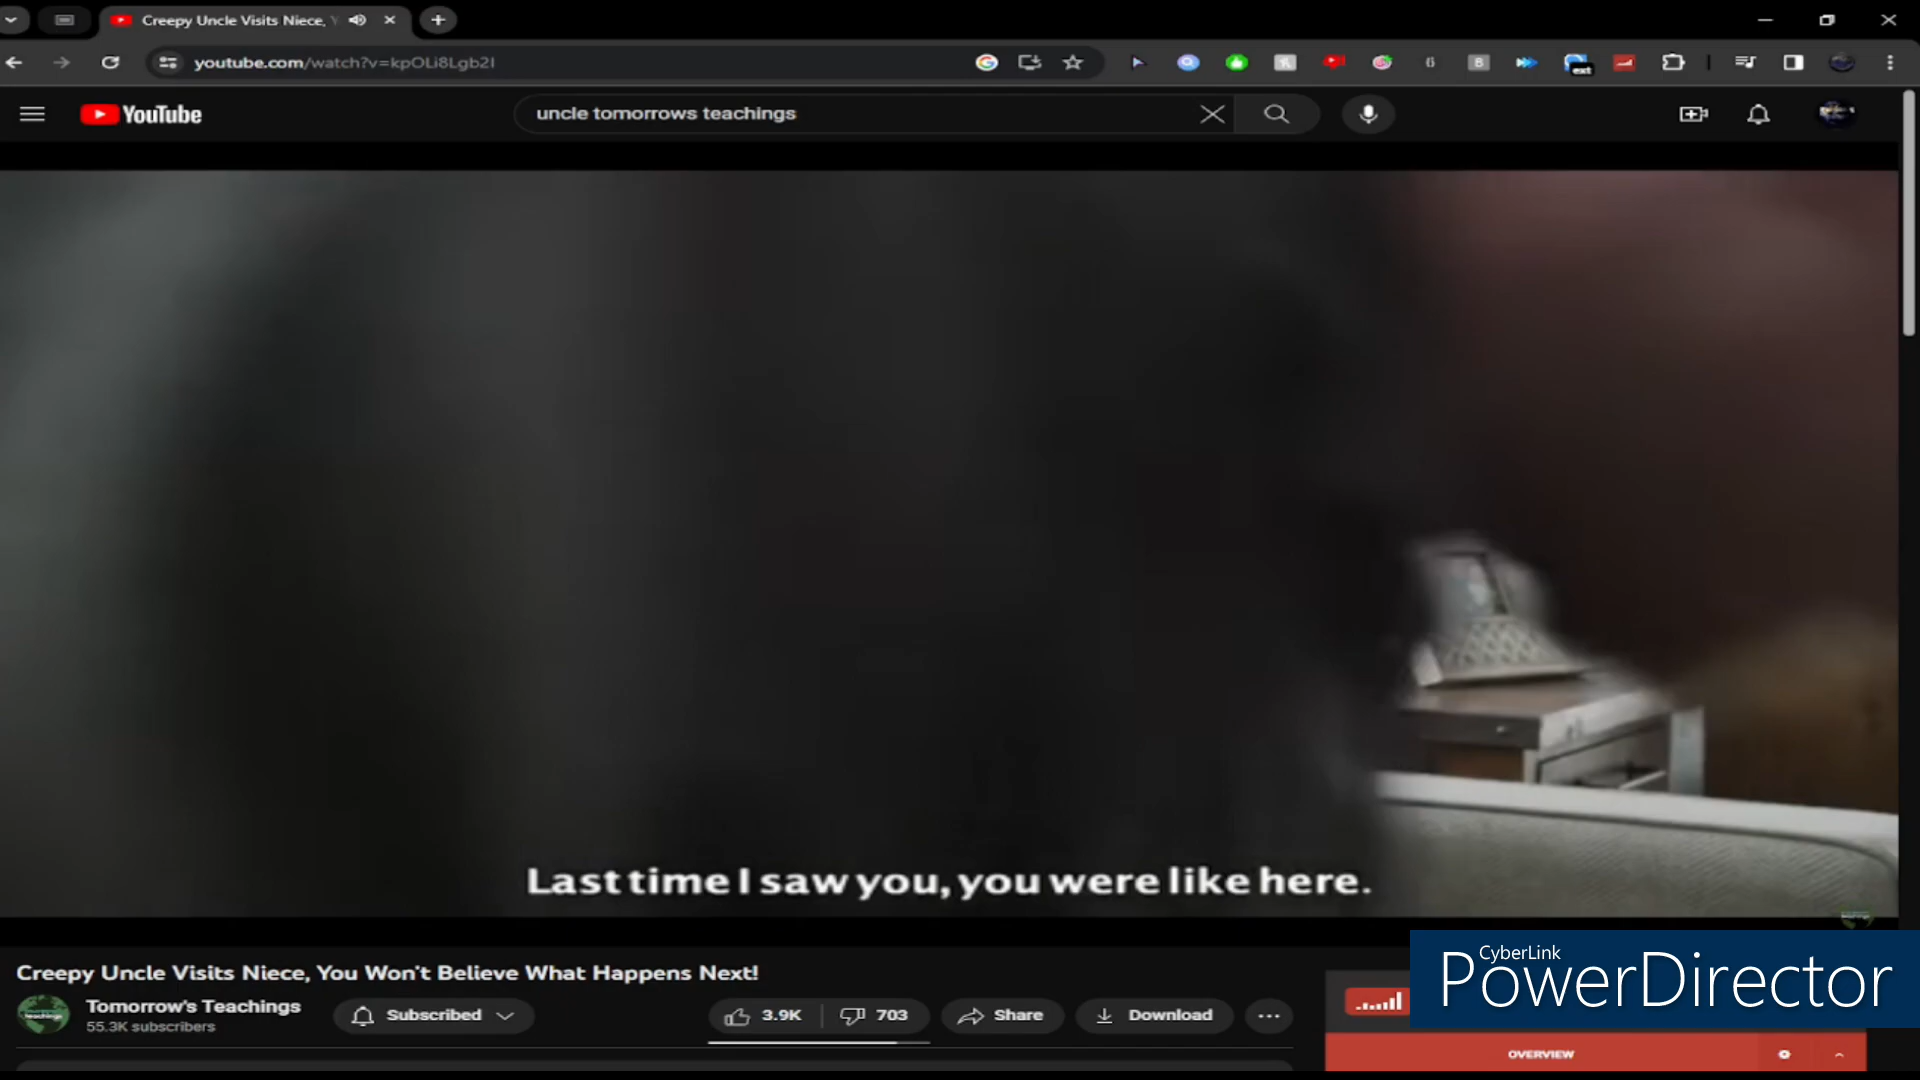 Creepy Uncle Visits Niece, Y
youtube.com/watch?v=kpOLi8Lgb2I
YouTube
uncle tomorrows teachings
ext
B
Last time I saw you, you were like here.
CyberLink
PowerDirector
Creepy Uncle Visits Niece, You Won't Believe What Happens Next!
Tomorrow's Teachings
55.3K subscribers
Subscribed
3.9K
703
Share
Download
OVERVIEW